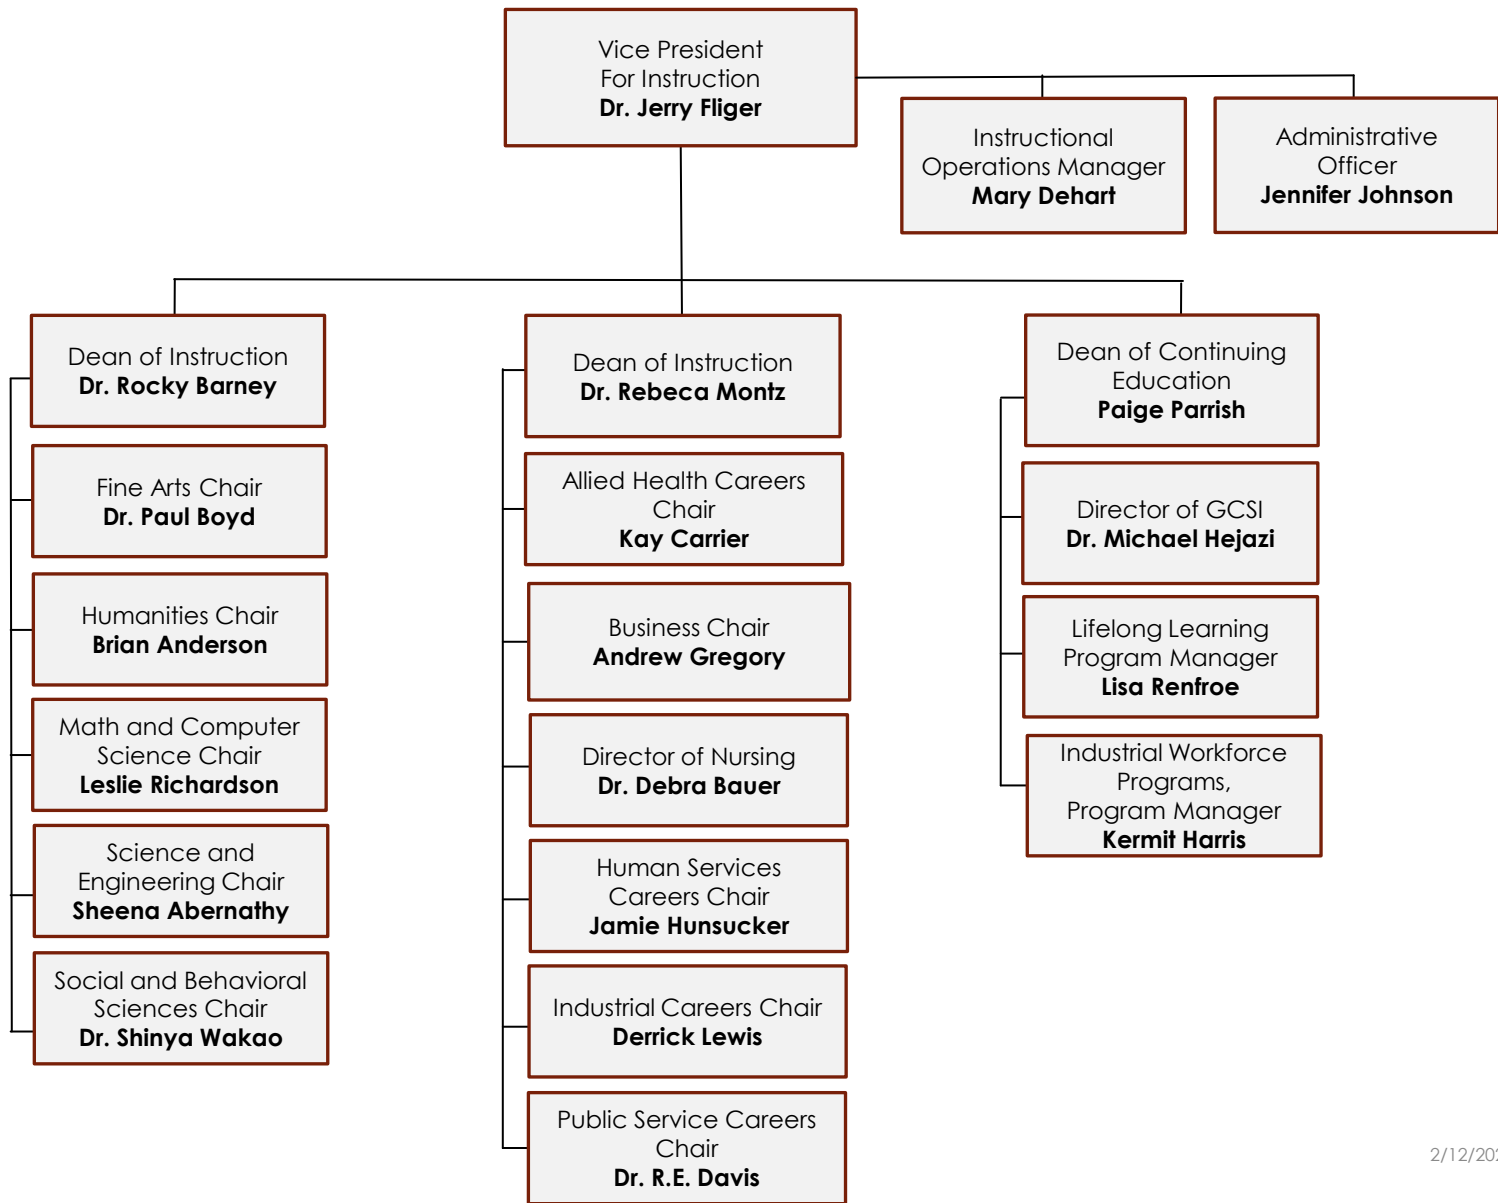 Vice President
For Instruction
Dr. Jerry Fliger
Instructional
Operations Manager
Mary Dehart
Administrative
Officer
Jennifer Johnson
Dean of Instruction
Dr. Rocky Barney
Fine Arts Chair
Dr. Paul Boyd
Humanities Chair
Brian Anderson
Math and Computer
Science Chair
Leslie Richardson
Science and
Engineering Chair
Sheena Abernathy
Social and Behavioral
Sciences Chair
Dr. Shinya Wakao
Dean of Instruction
Dr. Rebeca Montz
Allied Health Careers
Chair
Kay Carrier
Business Chair
Andrew Gregory
Director of Nursing
Dr. Debra Bauer
Human Services
Careers Chair
Jamie Hunsucker
Industrial Careers Chair
Derrick Lewis
Public Service Careers
Chair
Dr. R.E. Davis
Dean of Continuing
Education
Paige Parrish
Director of GCSI
Dr. Michael Hejazi
Lifelong Learning
Program Manager
Lisa Renfroe
Industrial Workforce
Programs,
Program Manager
Kermit Harris